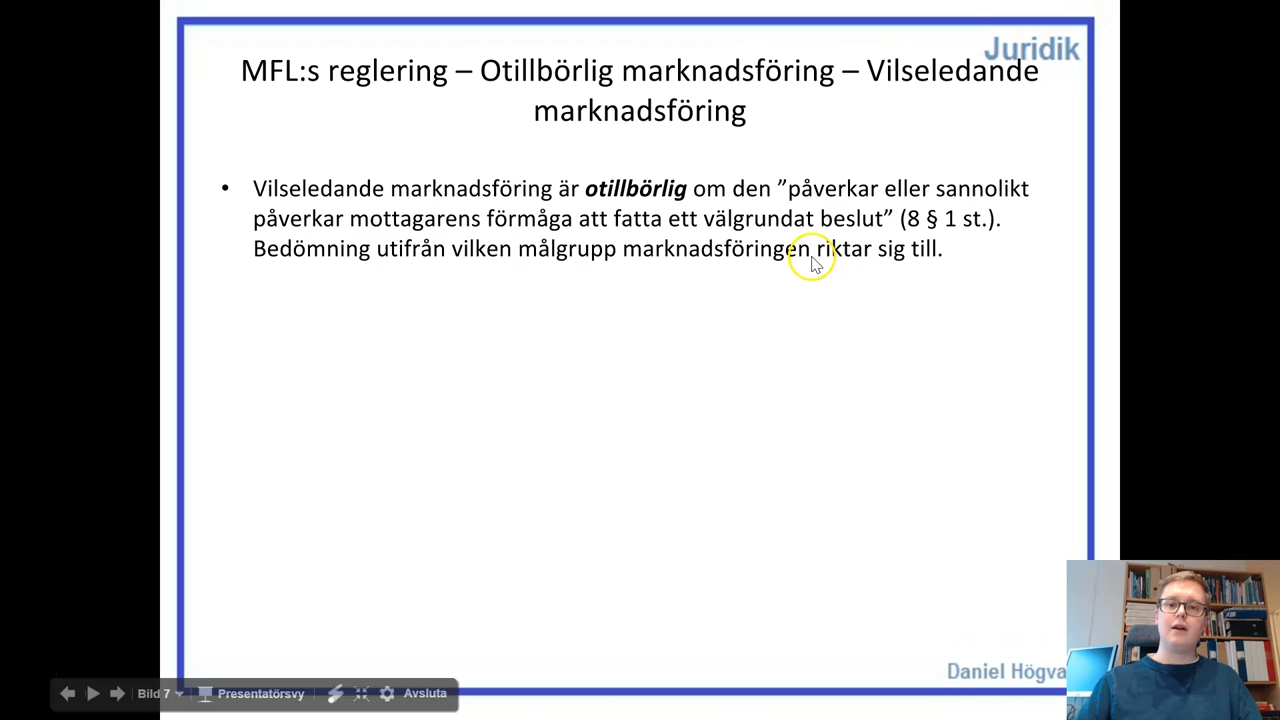 Juridik
MFL:s reglering – Otillbörlig marknadsföring – Vilseledande
marknadsföring
• Vilseledande marknadsföring är otillbörlig om den ”påverkar eller sannolikt
påverkar mottagarens förmåga att fatta ett välgrundat beslut” (8 § 1 st.).
Bedömning utifrån vilken målgrupp marknadsföringen riktar sig till.
Daniel Högva
Bild 7 Presentatörsvy Avsluta